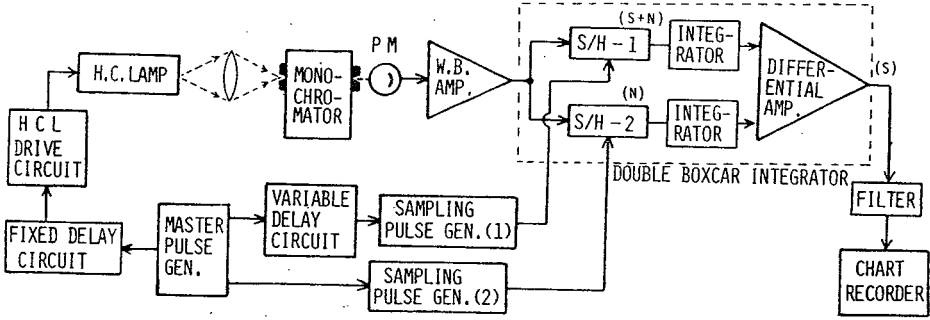 H.C. LAMP
MONO-
CHRO-
MATOR
PM
W.B.
AMP.
(S+N)
S/H-1
INTEG-
RATOR
DIFFER-
ENTIAL
AMP.
(S)
(N)
S/H-2
INTEG-
RATOR
DOUBLE BOXCAR INTEGRATOR
HCL
DRIVE
CIRCUIT
FIXED DELAY
CIRCUIT
MASTER
PULSE
GEN.
VARIABLE
DELAY
CIRCUIT
SAMPLING
PULSE GEN.(1)
SAMPLING
PULSE GEN.(2)
FILTER
CHART
RECORDER